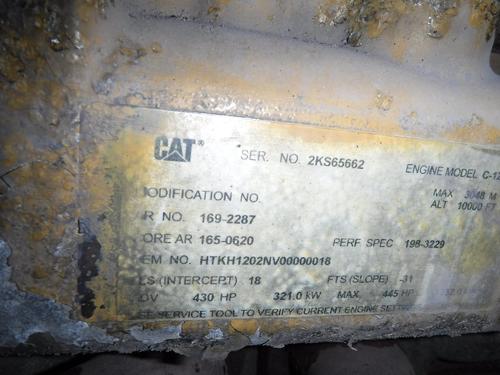 CAT® SER. NO. 2KS65662 ENGINE MODEL C-12
MAX 3048 M
ODIFICATION NO. ALT 10000 FT
R NO. 169-2287
ORE AR 165-0620 PERF SPEC 198-3229
EM NO. HTKH1202NV00000018
LS (INTERCEPT) 18 FTS (SLOPE) -31
OV 430 HP 321.0 kW MAX. 445 HP
SE SERVICE TOOL TO VERIFY CURRENT ENGINE